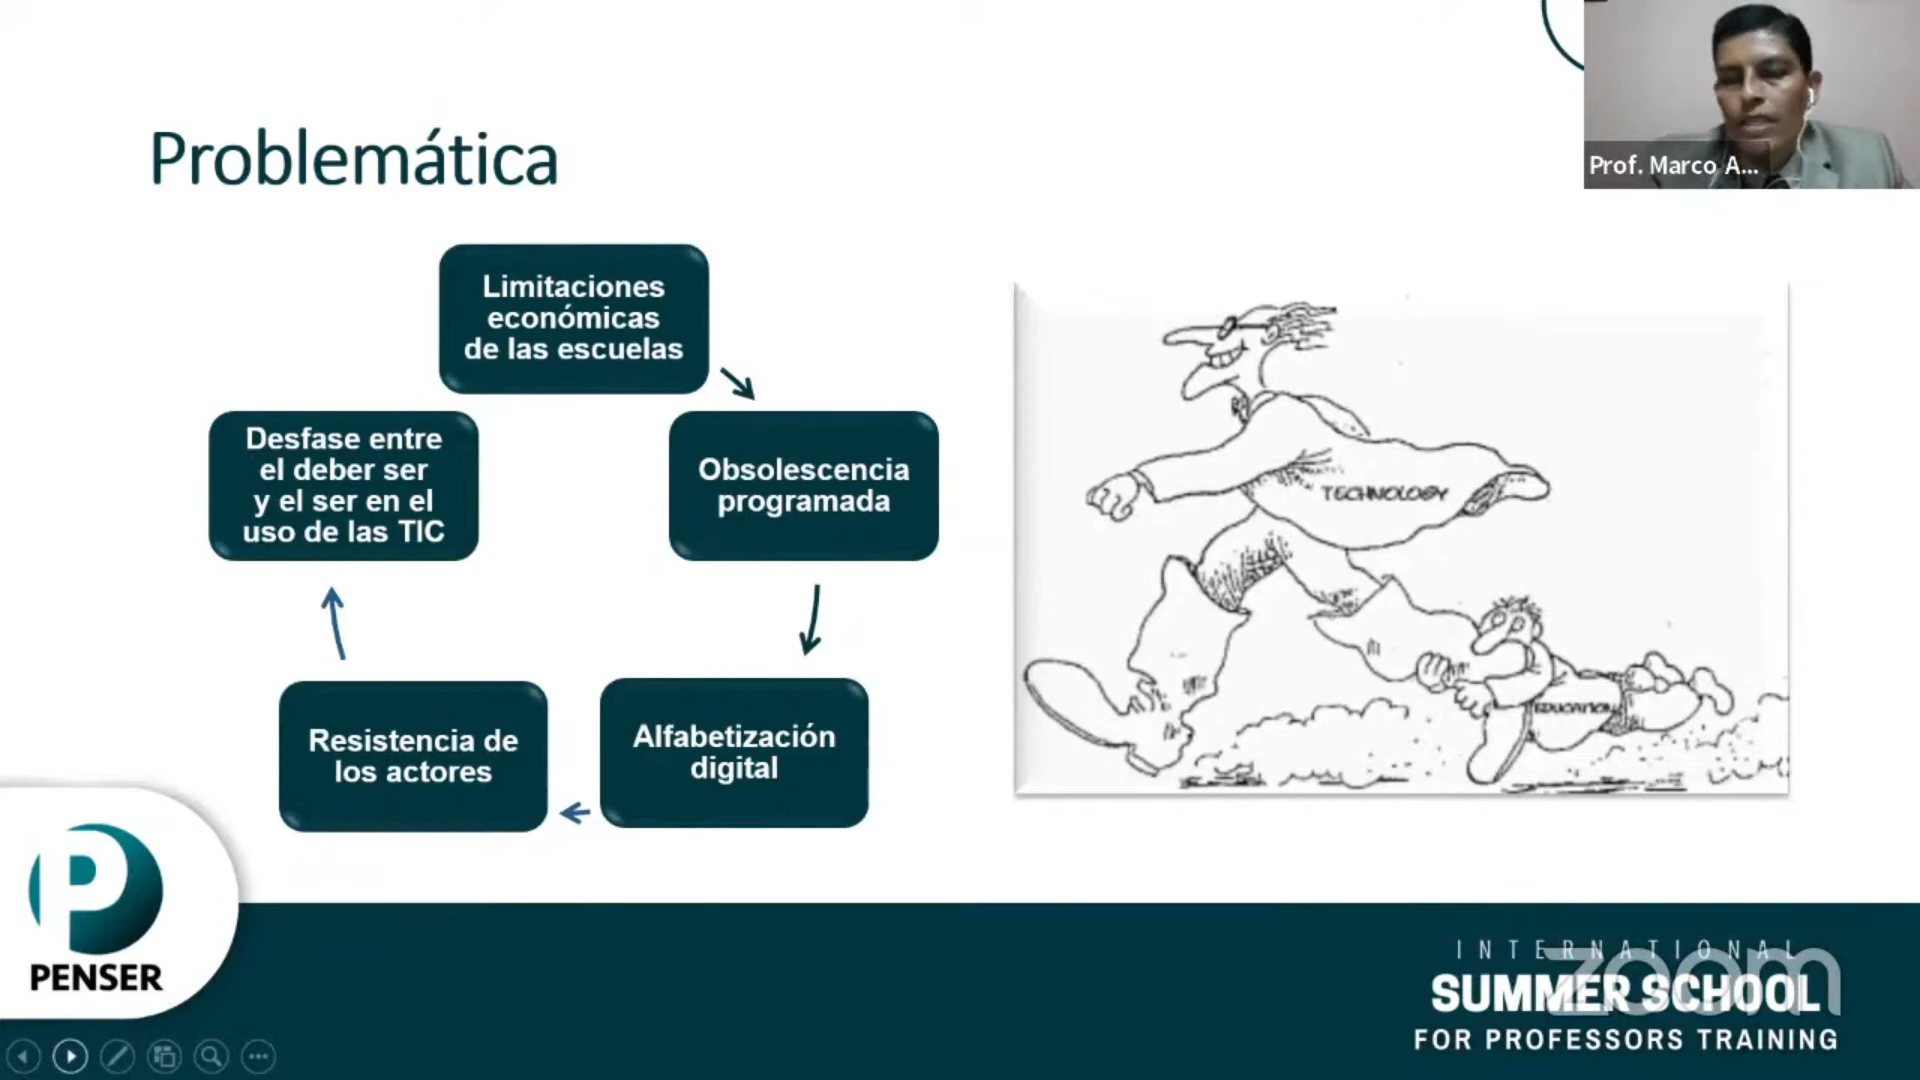 Prof. Marco A...
Problemática
Limitaciones
económicas
de las escuelas
Obsolescencia
programada
Alfabetización
digital
Resistencia de
los actores
Desfase entre
el deber ser
y el ser en el
uso de las TIC
TECHNOLOGY
EDUCATION
P
PENSER
INTERNATIONAL
SUMMER SCHOOL
FOR PROFESSORS TRAINING
zoom